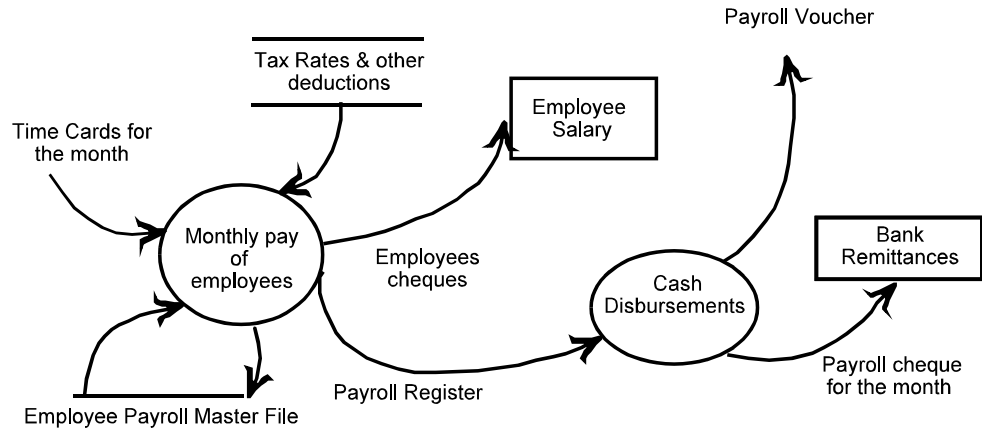 Payroll Voucher
Tax Rates & other
deductions
Employee
Salary
Time Cards for
the month
Monthly pay
of
employees
Employees
cheques
Bank
Remittances
Cash
Disbursements
Payroll Register
Payroll cheque
for the month
Employee Payroll Master File